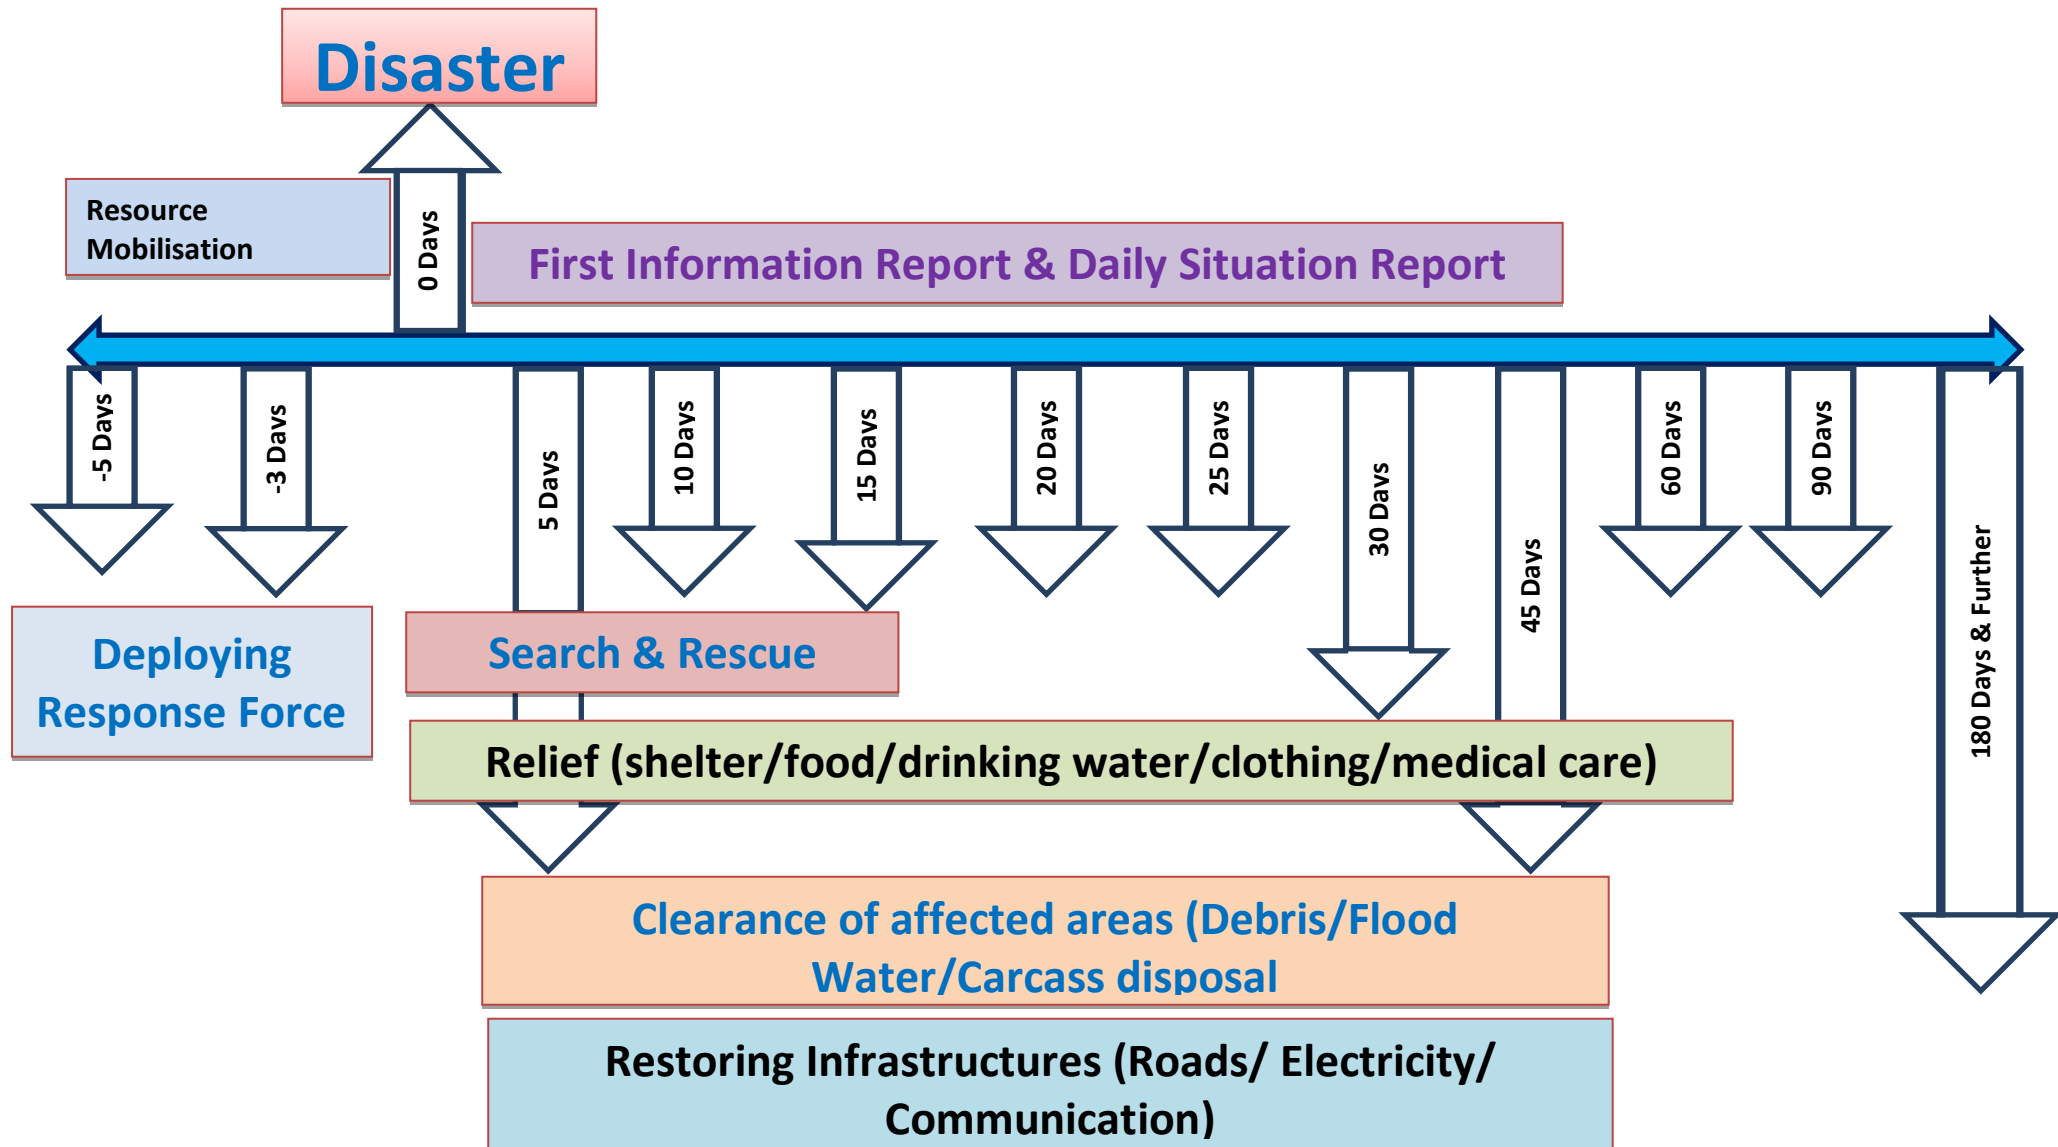 Disaster
Resource
Mobilisation
0 Days
First Information Report & Daily Situation Report
-5 Days
-3 Days
5 Days
10 Days
15 Days
20 Days
25 Days
30 Days
45 Days
60 Days
90 Days
180 Days & Further
Deploying
Response Force
Search & Rescue
Relief (shelter/food/drinking water/clothing/medical care)
Clearance of affected areas (Debris/Flood
Water/Carcass disposal
Restoring Infrastructures (Roads/ Electricity/
Communication)